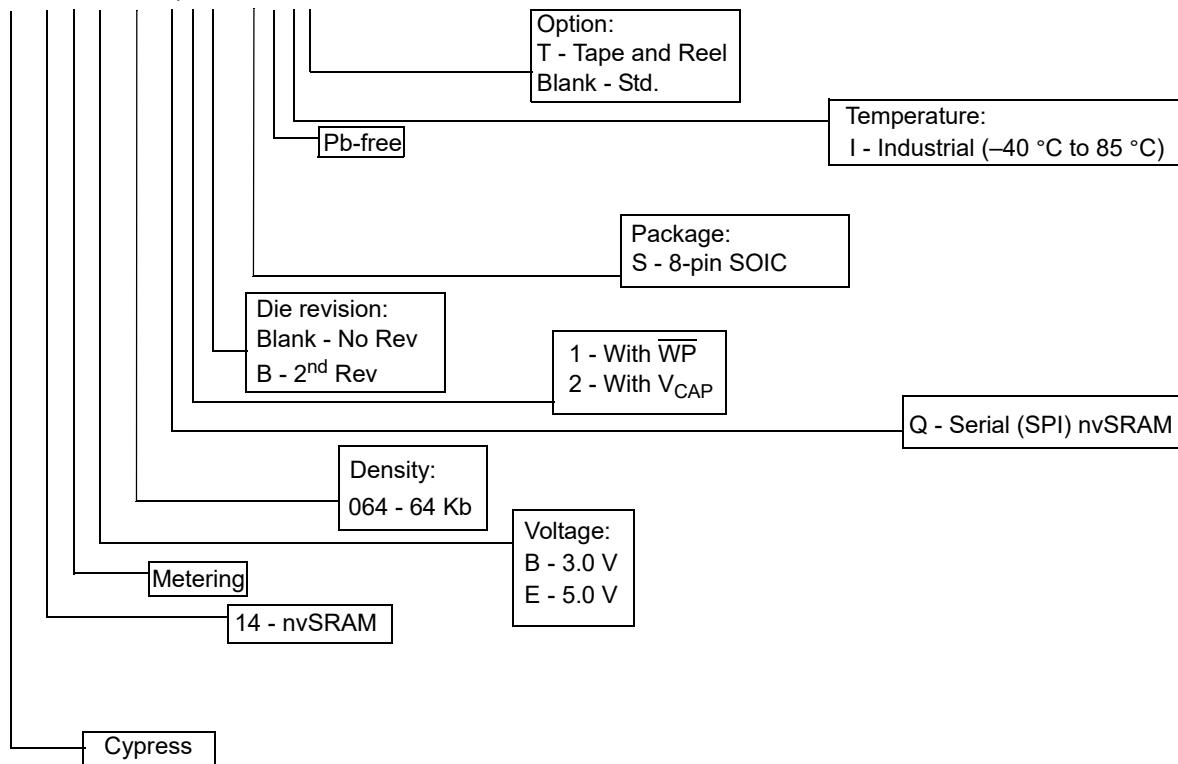 Option:
T - Tape and Reel
Blank - Std.
Temperature:
I - Industrial (–40 °C to 85 °C)
Pb-free
Package:
S - 8-pin SOIC
Die revision:
Blank - No Rev
B - 2nd Rev
1 - With W̅P̅
2 - With VCAP
Q - Serial (SPI) nvSRAM
Density:
064 - 64 Kb
Voltage:
B - 3.0 V
E - 5.0 V
Metering
14 - nvSRAM
Cypress